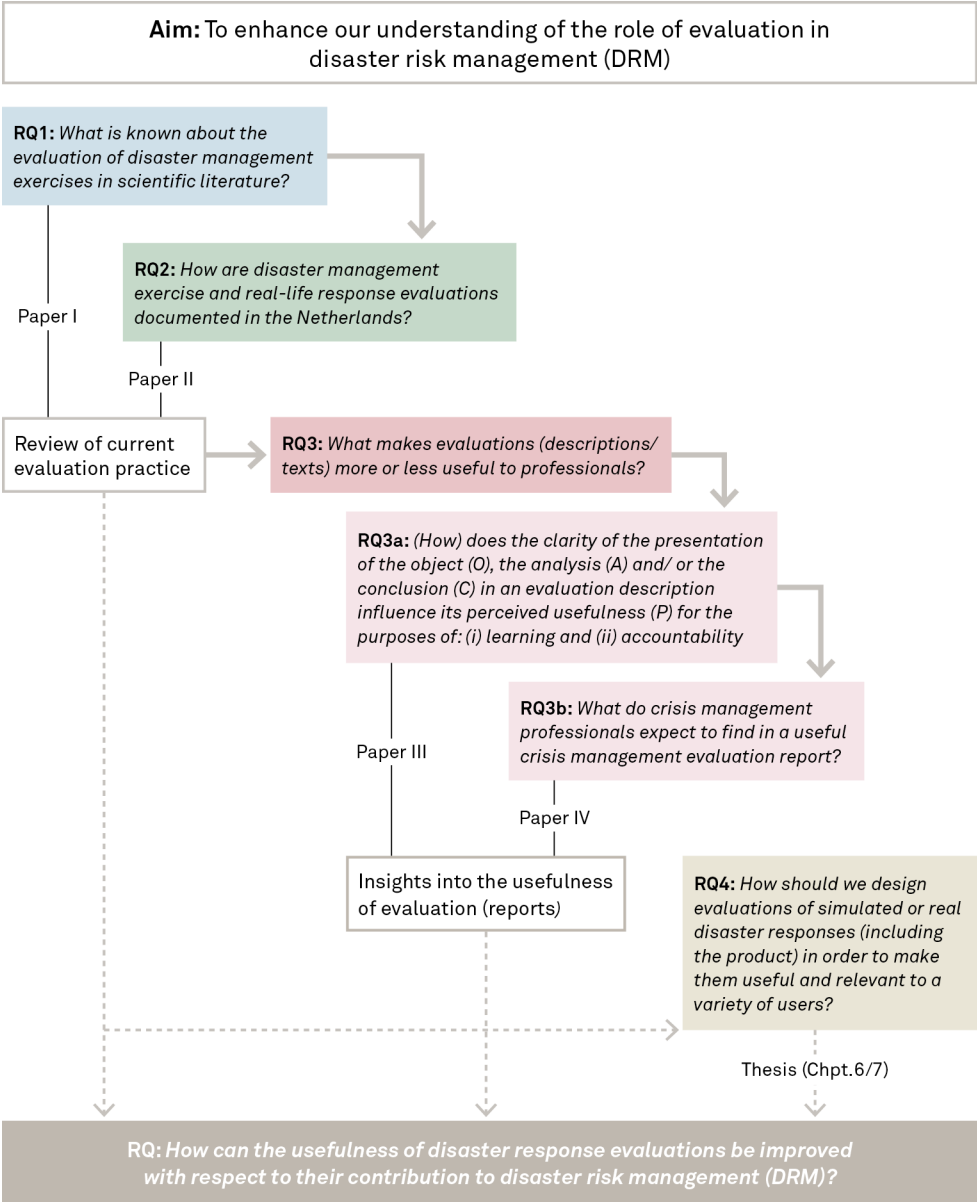 Aim: To enhance our understanding of the role of evaluation in
disaster risk management (DRM)
RQ1: What is known about the
evaluation of disaster management
exercises in scientific literature?
RQ2: How are disaster management
exercise and real-life response evaluations
documented in the Netherlands?
Paper I
Paper II
Review of current
evaluation practice
RQ3: What makes evaluations (descriptions/
texts) more or less useful to professionals?
RQ3a: (How) does the clarity of the presentation
of the object (O), the analysis (A) and/ or the
conclusion (C) in an evaluation description
influence its perceived usefulness (P) for the
purposes of: (i) learning and (ii) accountability
RQ3b: What do crisis management
professionals expect to find in a useful
crisis management evaluation report?
Paper III
Paper IV
Insights into the usefulness
of evaluation (reports)
RQ4: How should we design
evaluations of simulated or real
disaster responses (including
the product) in order to make
them useful and relevant to a
variety of users?
Thesis (Chpt.6/7)
RQ: How can the usefulness of disaster response evaluations be improved
with respect to their contribution to disaster risk management (DRM)?